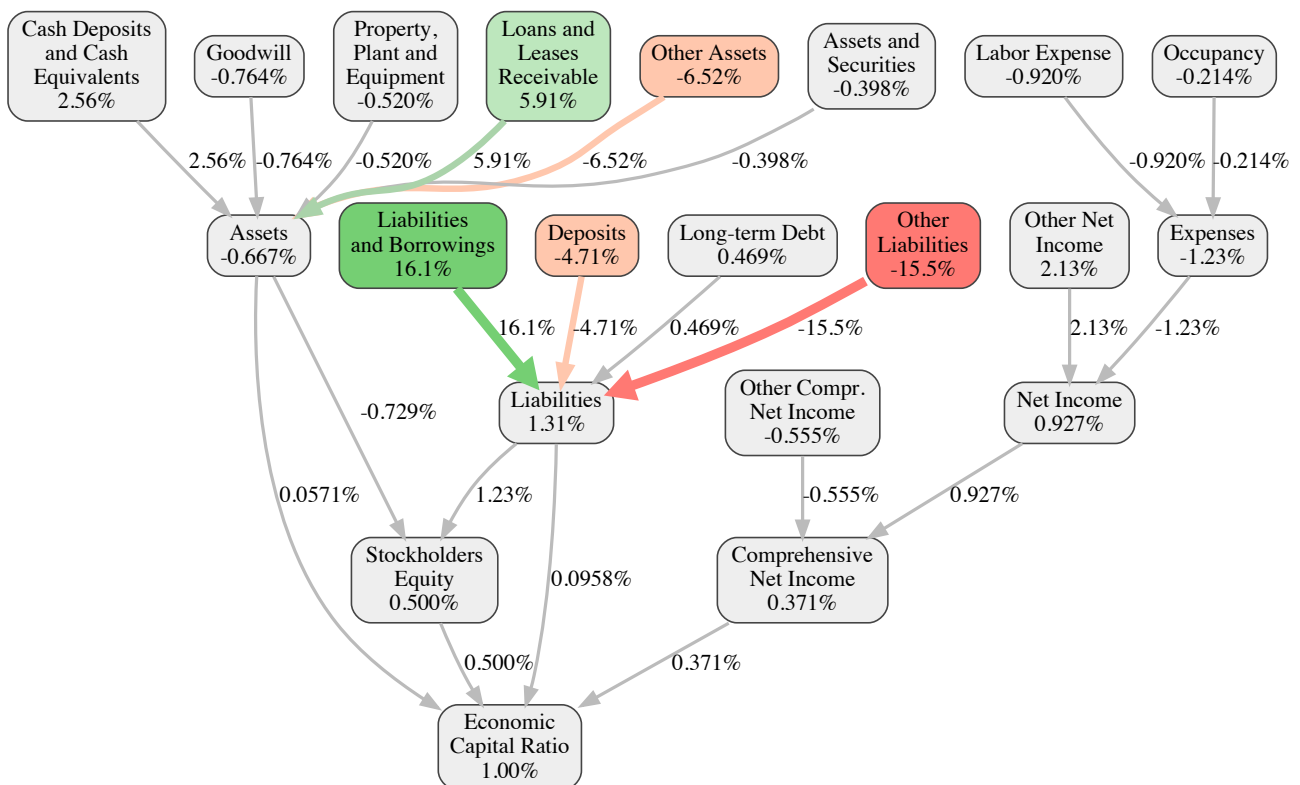 Cash Deposits
and Cash
Equivalents
2.56%
Goodwill
-0.764%
Property,
Plant and
Equipment
-0.520%
Loans and
Leases
Receivable
5.91%
Other Assets
-6.52%
Assets and
Securities
-0.398%
Labor Expense
-0.920%
Occupancy
-0.214%
2.56%
-0.764%
-0.520%
5.91%
-6.52%
-0.398%
-0.920%
-0.214%
Assets
-0.667%
Liabilities
and Borrowings
16.1%
Deposits
-4.71%
Long-term Debt
0.469%
Other
Liabilities
-15.5%
Other Net
Income
2.13%
Expenses
-1.23%
16.1%
-4.71%
0.469%
-15.5%
2.13%
-1.23%
-0.729%
Liabilities
1.31%
Other Compr.
Net Income
-0.555%
Net Income
0.927%
0.0571%
1.23%
-0.555%
0.927%
Stockholders
Equity
0.500%
0.0958%
Comprehensive
Net Income
0.371%
0.500%
0.371%
Economic
Capital Ratio
1.00%